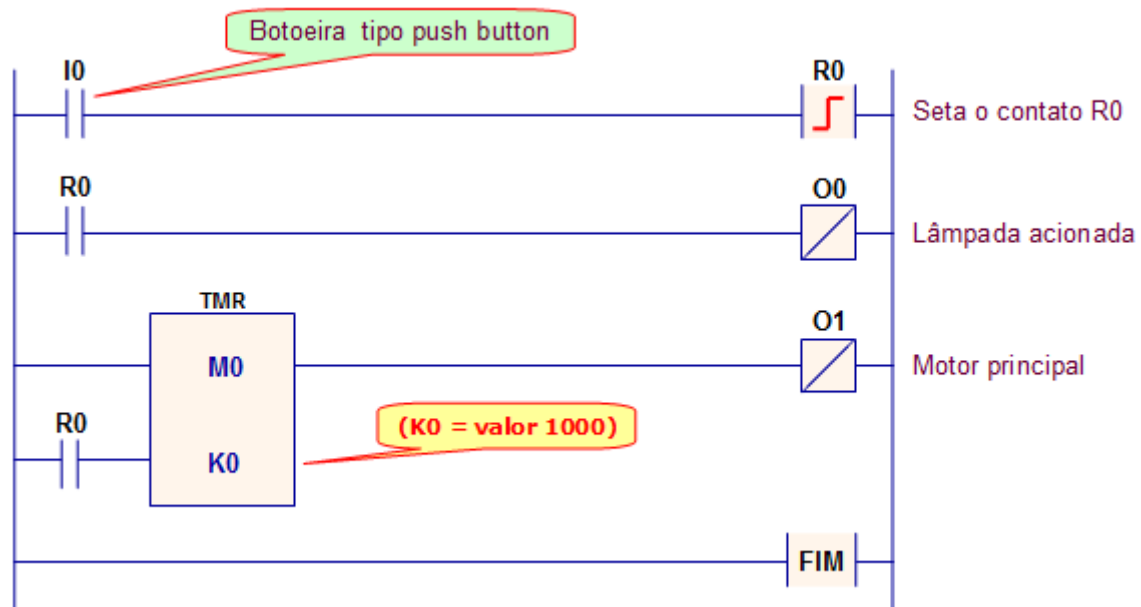 Botoeira tipo push button
I0
R0
Seta o contato R0
R0
O0
Lâmpada acionada
TMR
M0
O1
Motor principal
R0
K0
(K0 = valor 1000)
FIM